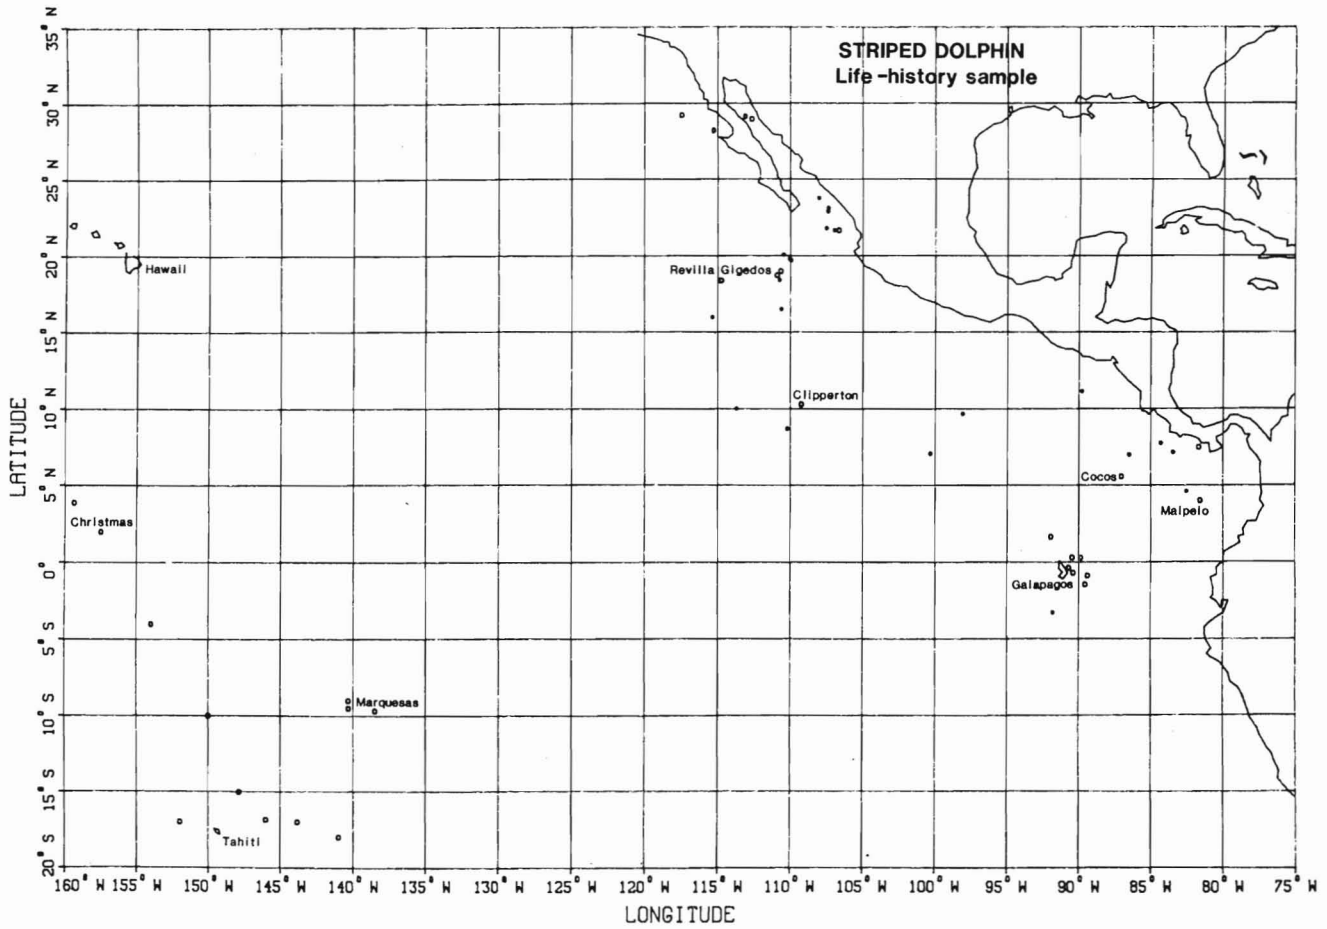 STRIPED DOLPHIN
Life-history sample
35° N
30° N
25° N
20° N
15° N
10° N
5° N
0°
5° S
10° S
15° S
20° S
LATITUDE
Hawaii
Revilla Gigedos
Clipperton
Cocos
Malpelo
Christmas
Galapagos
Marquesas
Tahiti
160° W 155° W 150° W 145° W 140° W 135° W 130° W 125° W 120° W 115° W 110° W 105° W 100° W 95° W 90° W 85° W 80° W 75° W
LONGITUDE